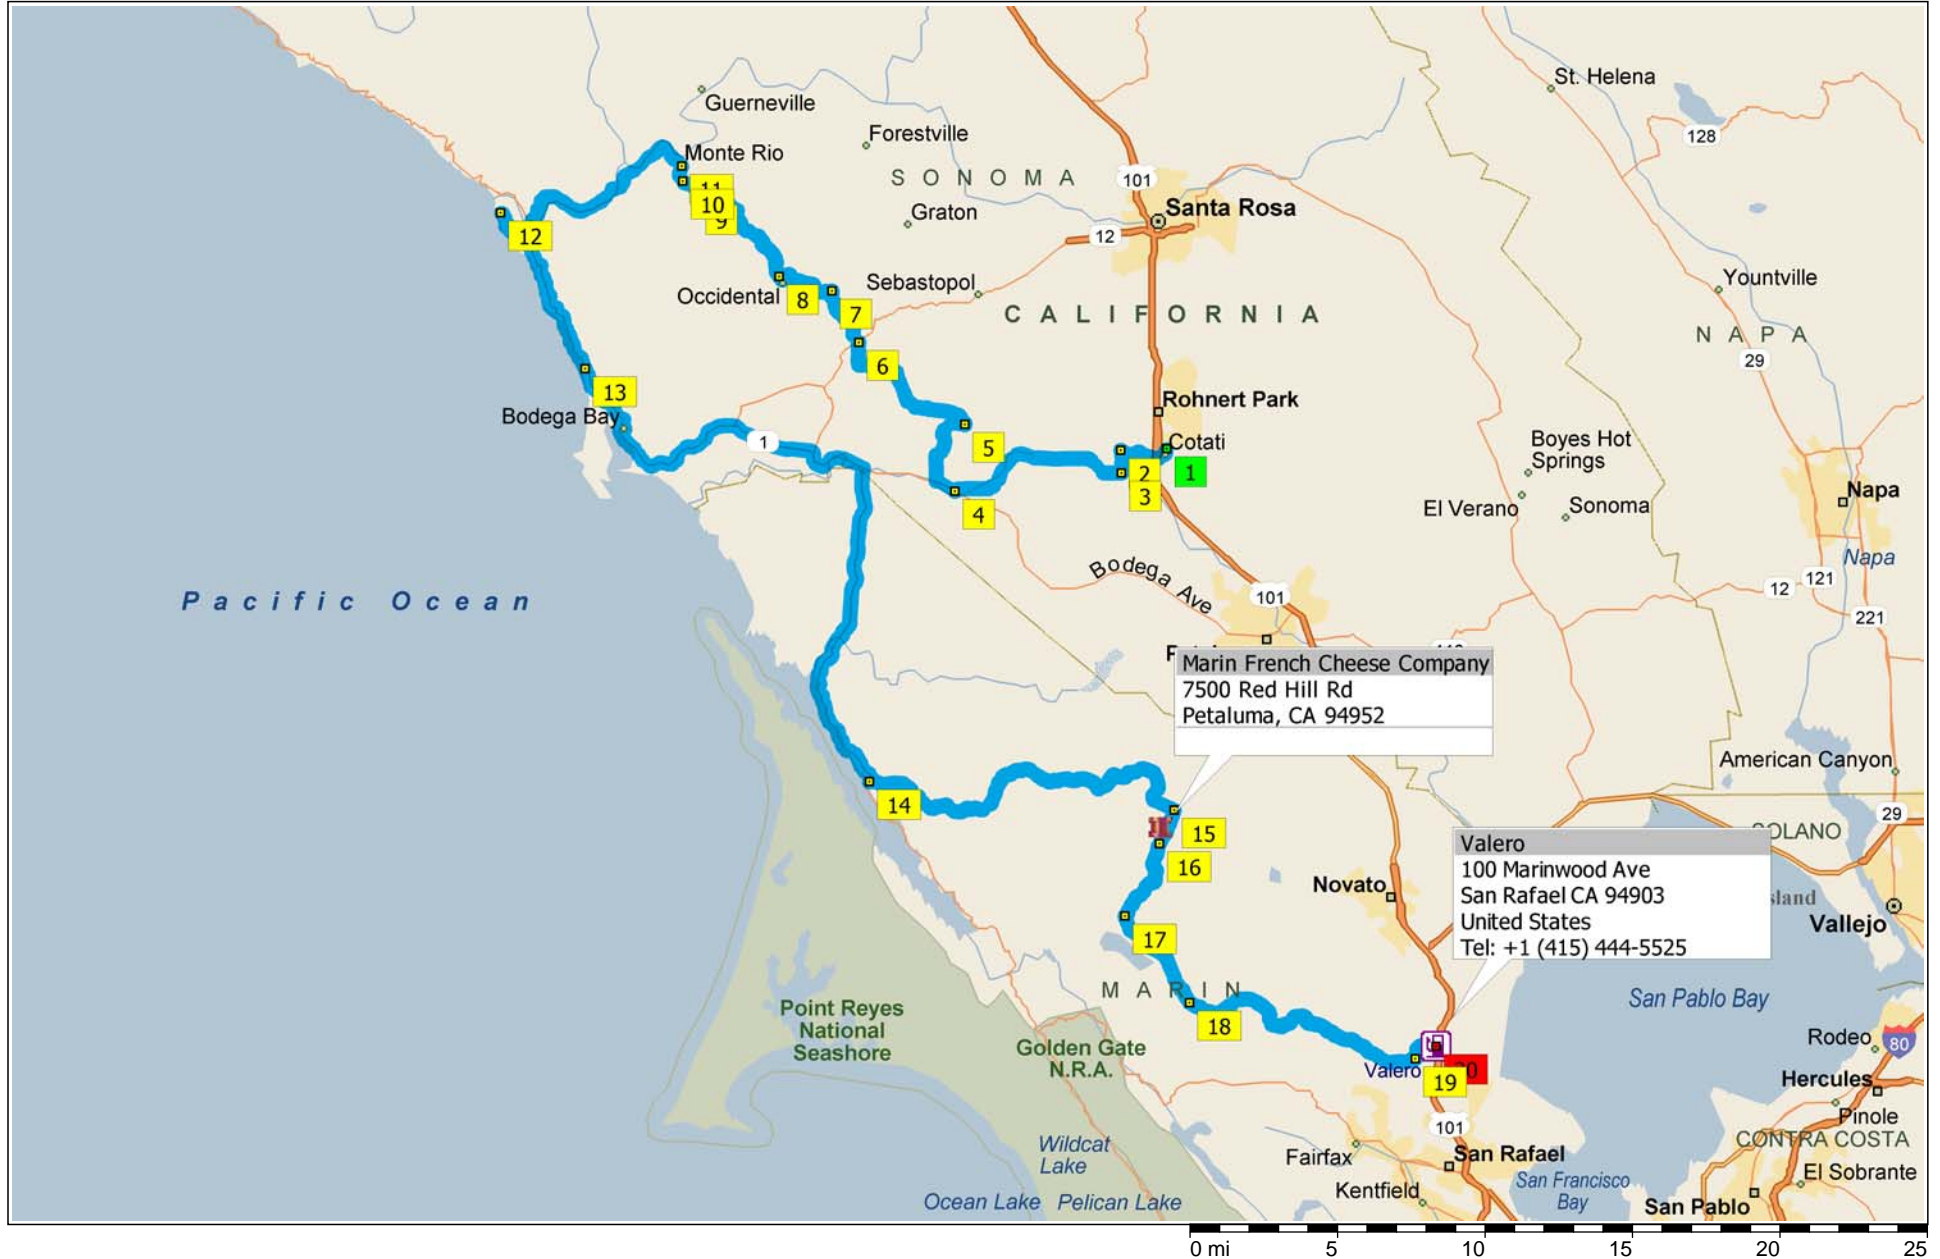 Guerneville
St. Helena
Forestville
128
Monte Rio
S O N O M A
101
11
10
9
Graton
Santa Rosa
12
12
Occidental
8
Sebastopol
Yountville
7
C A L I F O R N I A
N A P A
29
6
13
Rohnert Park
Bodega Bay
1
5
Cotati
2
1
3
Boyes Hot
Springs
4
El Verano
Sonoma
Napa
Napa
Bodega Ave
101
12
121
221
Pacific Ocean
Marin French Cheese Company
7500 Red Hill Rd
Petaluma, CA 94952
American Canyon
14
15
16
29
SOLANO
Valero
100 Marinwood Ave
San Rafael CA 94903
United States
Tel: +1 (415) 444-5525
Novato
Vallejo
17
M A R I N
18
San Pablo Bay
Point Reyes
National
Seashore
Golden Gate
N.R.A.
Rodeo
80
Valero
19
Hercules
Pinole
101
CONTRA COSTA
Wildcat
Lake
Fairfax
San Rafael
El Sobrante
Kentfield
San Francisco
Bay
Ocean Lake
Pelican Lake
San Pablo
0 mi 5 10 15 20 25